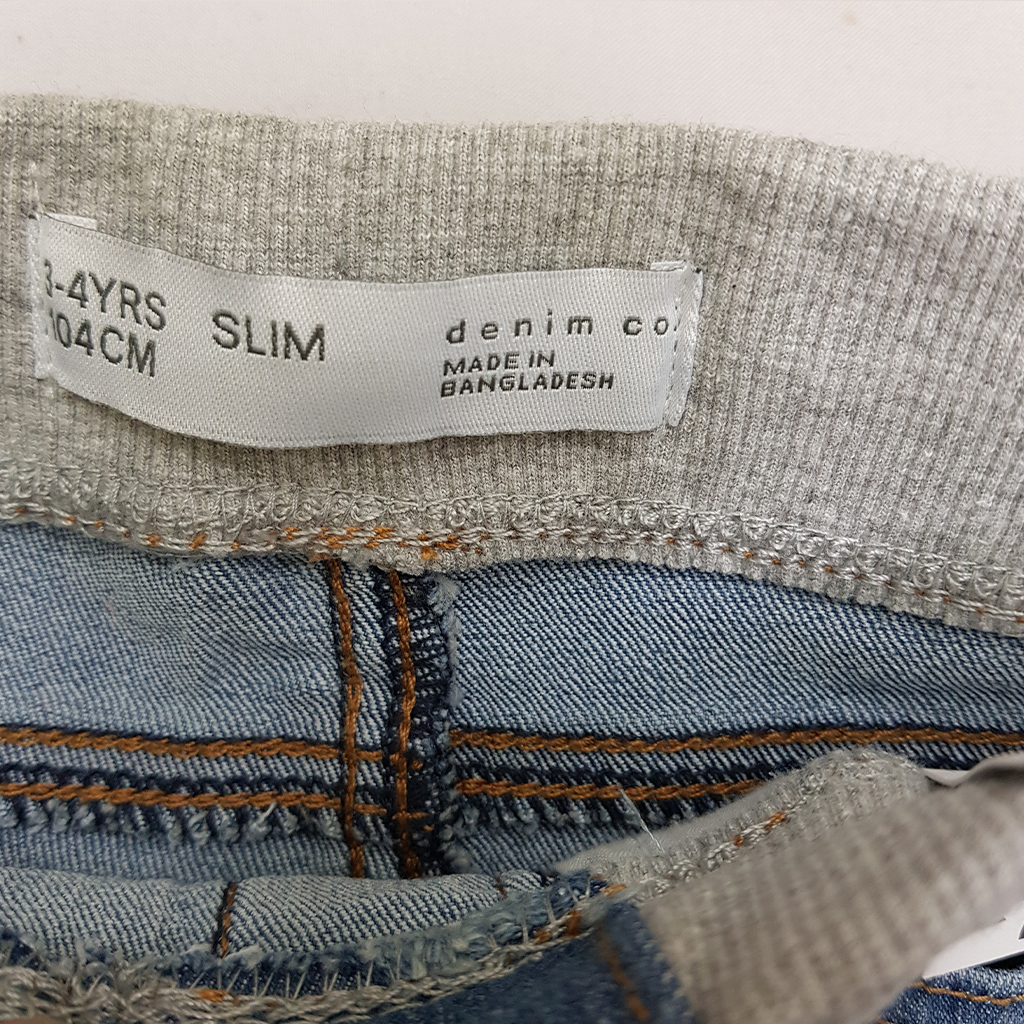 3-4YRS
104CM
SLIM
denim co.
MADE IN
BANGLADESH